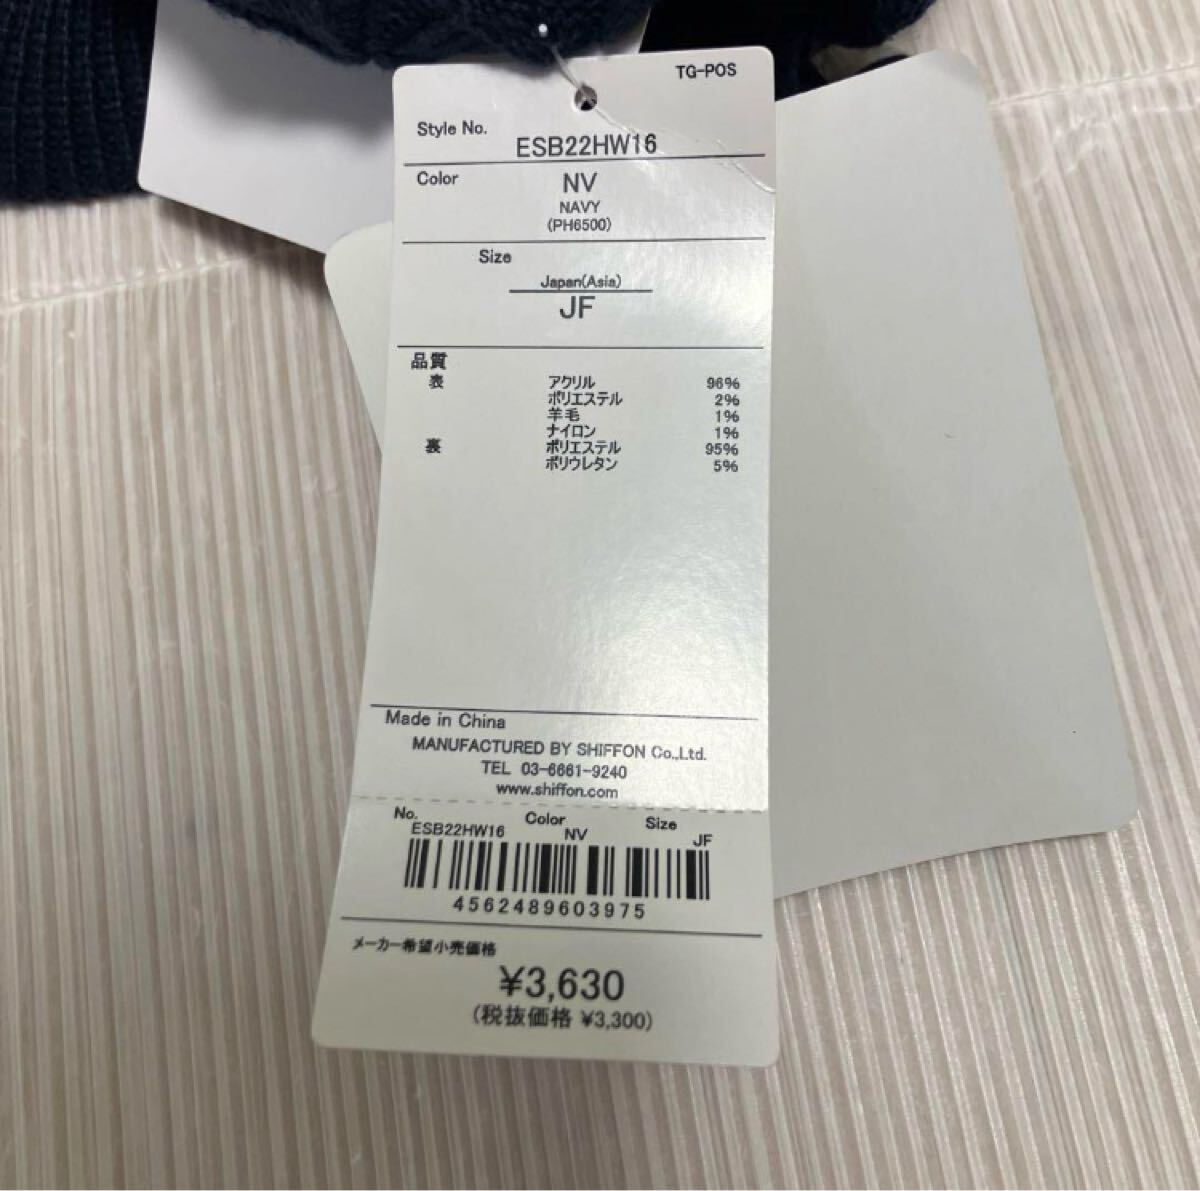 TG-POS
Style No. ESB22HW16
Color NV
NAVY
(PH6500)
Size
Japan(Asia)
JF
品質
表 アクリル 96%
ポリエステル 2%
羊毛 1%
ナイロン 1%
裏 ポリエステル 95%
ポリウレタン 5%
Made in China
MANUFACTURED BY SHIFFON Co.,Ltd.
TEL 03-6661-9240
www.shiffon.com
No. Color Size
ESB22HW16 NV JF
4562489603975
メーカー希望小売価格
¥3,630
(税抜価格 ¥3,300)